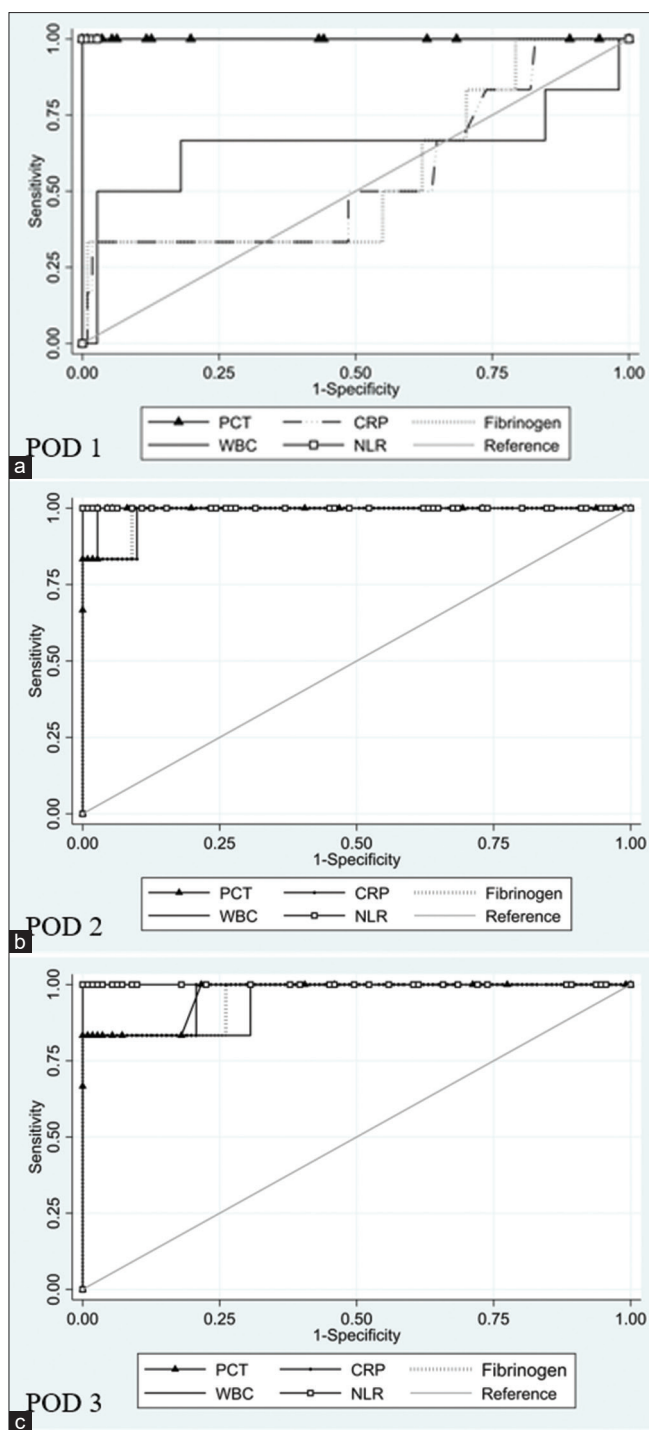 1.00
0.75
0.50
0.25
0.00
Sensitivity
0.00 0.25 0.50 0.75 1.00
1-Specificity
PCT CRP Fibrinogen
WBC NLR Reference
a POD 1
1.00
0.75
0.50
0.25
0.00
Sensitivity
0.00 0.25 0.50 0.75 1.00
1-Specificity
PCT CRP Fibrinogen
WBC NLR Reference
b POD 2
1.00
0.75
0.50
0.25
0.00
Sensitivity
0.00 0.25 0.50 0.75 1.00
1-Specificity
PCT CRP Fibrinogen
WBC NLR Reference
c POD 3